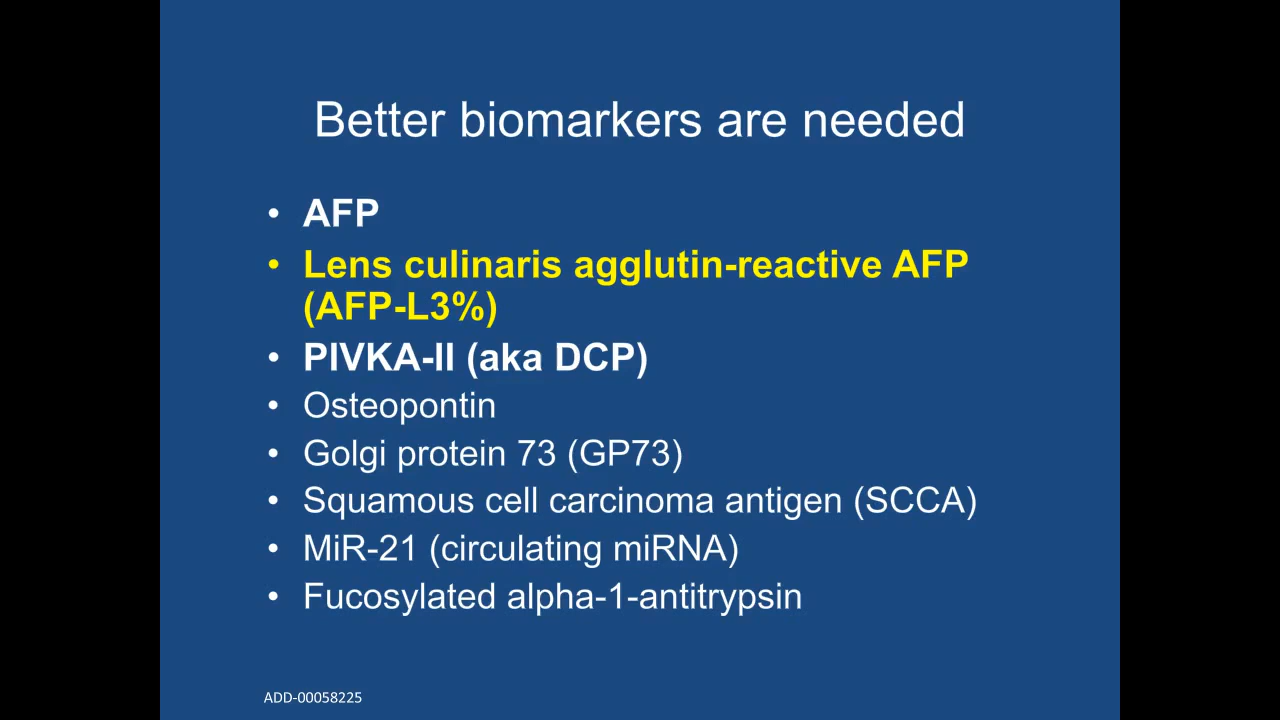 Better biomarkers are needed
• AFP
• Lens culinaris agglutin-reactive AFP
(AFP-L3%)
• PIVKA-II (aka DCP)
• Osteopontin
• Golgi protein 73 (GP73)
• Squamous cell carcinoma antigen (SCCA)
• MiR-21 (circulating miRNA)
• Fucosylated alpha-1-antitrypsin
ADD-00058225